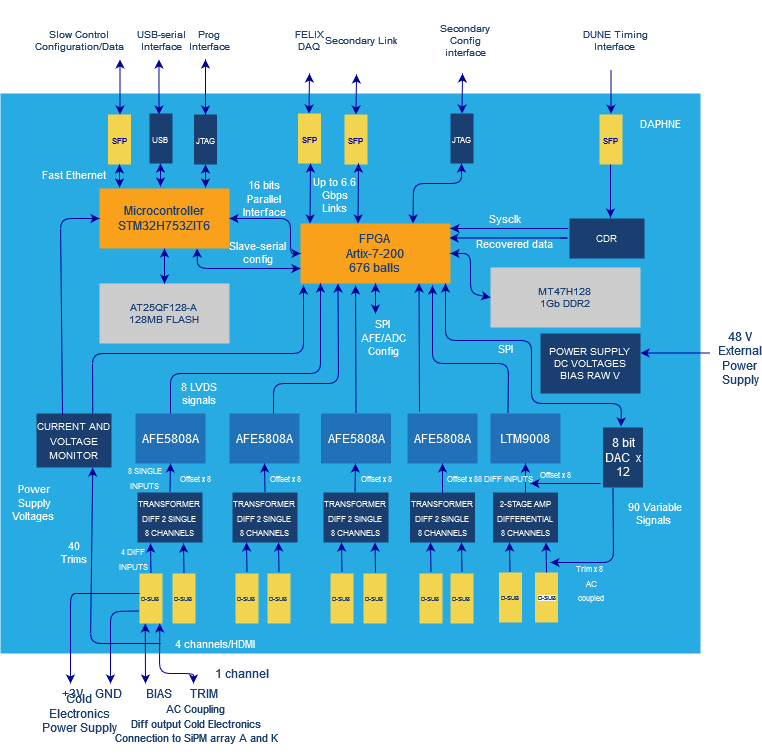 Slow Control
Configuration/Data
USB-serial
Interface
Prog
Interface
FELIX
DAQ
Secondary Link
Secondary
Config
interface
DUNE Timing
Interface
DAPHNE
SFP
USB
JTAG
SFP
SFP
JTAG
SFP
Fast Ethernet
16 bits
Parallel
Interface
Up to 6.6
Gbps
Links
Microcontroller
STM32H753ZIT6
Sysclk
CDR
Recovered data
FPGA
Artix-7-200
676 balls
Slave-serial
config
AT25QF128-A
128MB FLASH
MT47H128
1Gb DDR2
SPI
AFE/ADC
Config
SPI
POWER SUPPLY
DC VOLTAGES
BIAS RAW V
48 V
External
Power
Supply
8 LVDS
signals
CURRENT AND
VOLTAGE
MONITOR
AFE5808A
AFE5808A
AFE5808A
AFE5808A
LTM9008
8 bit
DAC x
12
8 SINGLE
INPUTS
Offset x 8
Offset x 8
Offset x 8
Offset x 8
8 DIFF INPUTS
Offset x 8
Power
Supply
Voltages
TRANSFORMER
DIFF 2 SINGLE
8 CHANNELS
TRANSFORMER
DIFF 2 SINGLE
8 CHANNELS
TRANSFORMER
DIFF 2 SINGLE
8 CHANNELS
TRANSFORMER
DIFF 2 SINGLE
8 CHANNELS
2-STAGE AMP
DIFFERENTIAL
8 CHANNELS
90 Variable
Signals
40
Trims
4 DIFF
INPUTS
Trim x 8
AC
coupled
D-SUB
D-SUB
D-SUB
D-SUB
D-SUB
D-SUB
D-SUB
D-SUB
D-SUB
D-SUB
4 channels/HDMI
1 channel
+3V
GND
BIAS
TRIM
Cold
Electronics
Power Supply
AC Coupling
Diff output Cold Electronics
Connection to SiPM array A and K